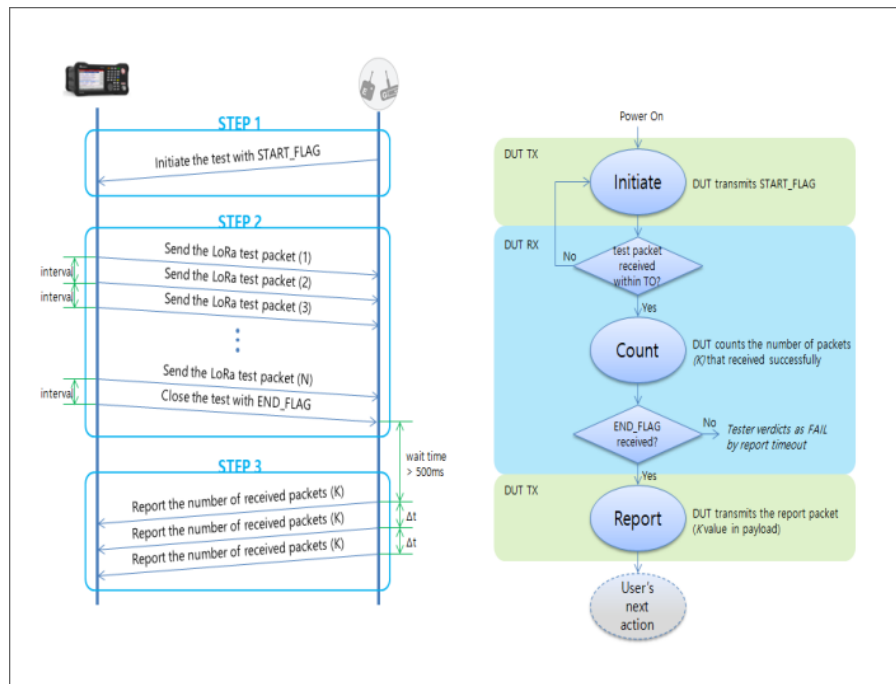 STEP 1
Initiate the test with START_FLAG
STEP 2
Send the LoRa test packet (1)
interval
Send the LoRa test packet (2)
interval
Send the LoRa test packet (3)
Send the LoRa test packet (N)
interval
Close the test with END_FLAG
wait time
> 500ms
STEP 3
Report the number of received packets (K)
Δt
Report the number of received packets (K)
Δt
Report the number of received packets (K)
Power On
DUT TX
Initiate
DUT transmits START_FLAG
DUT RX
No
test packet
received
within TO?
Yes
Count
DUT counts the number of packets
(K) that received successfully
END_FLAG
received?
No
Tester verdicts as FAIL
by report timeout
Yes
DUT TX
Report
DUT transmits the report packet
(K value in payload)
User's
next
action